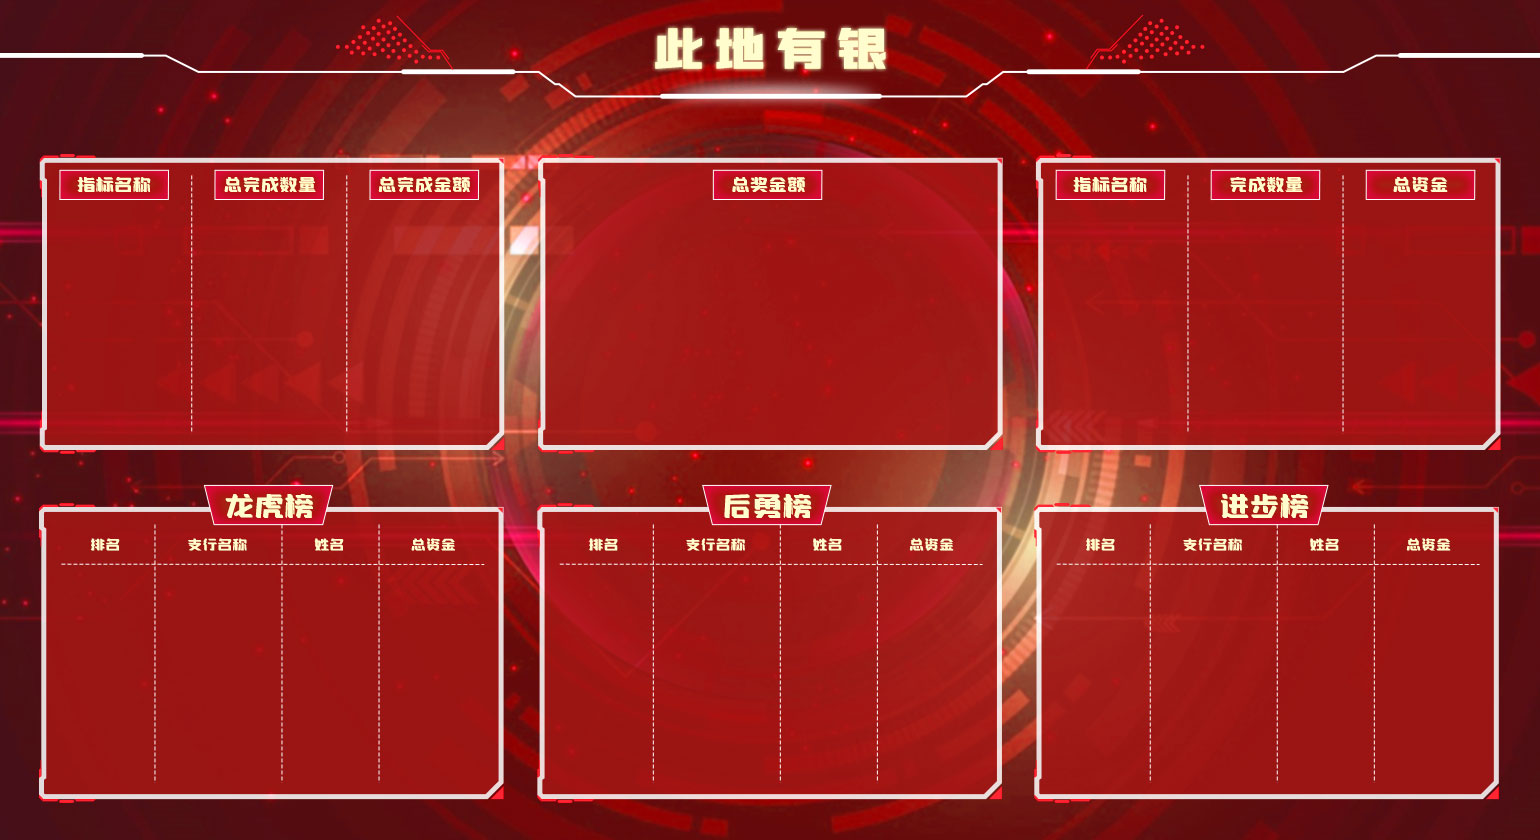 此地有银
指标名称 总完成数量 总完成金额
总奖金额
指标名称 完成数量 总资金
龙虎榜
排名 支行名称 姓名 总资金
后勇榜
排名 支行名称 姓名 总资金
进步榜
排名 支行名称 姓名 总资金